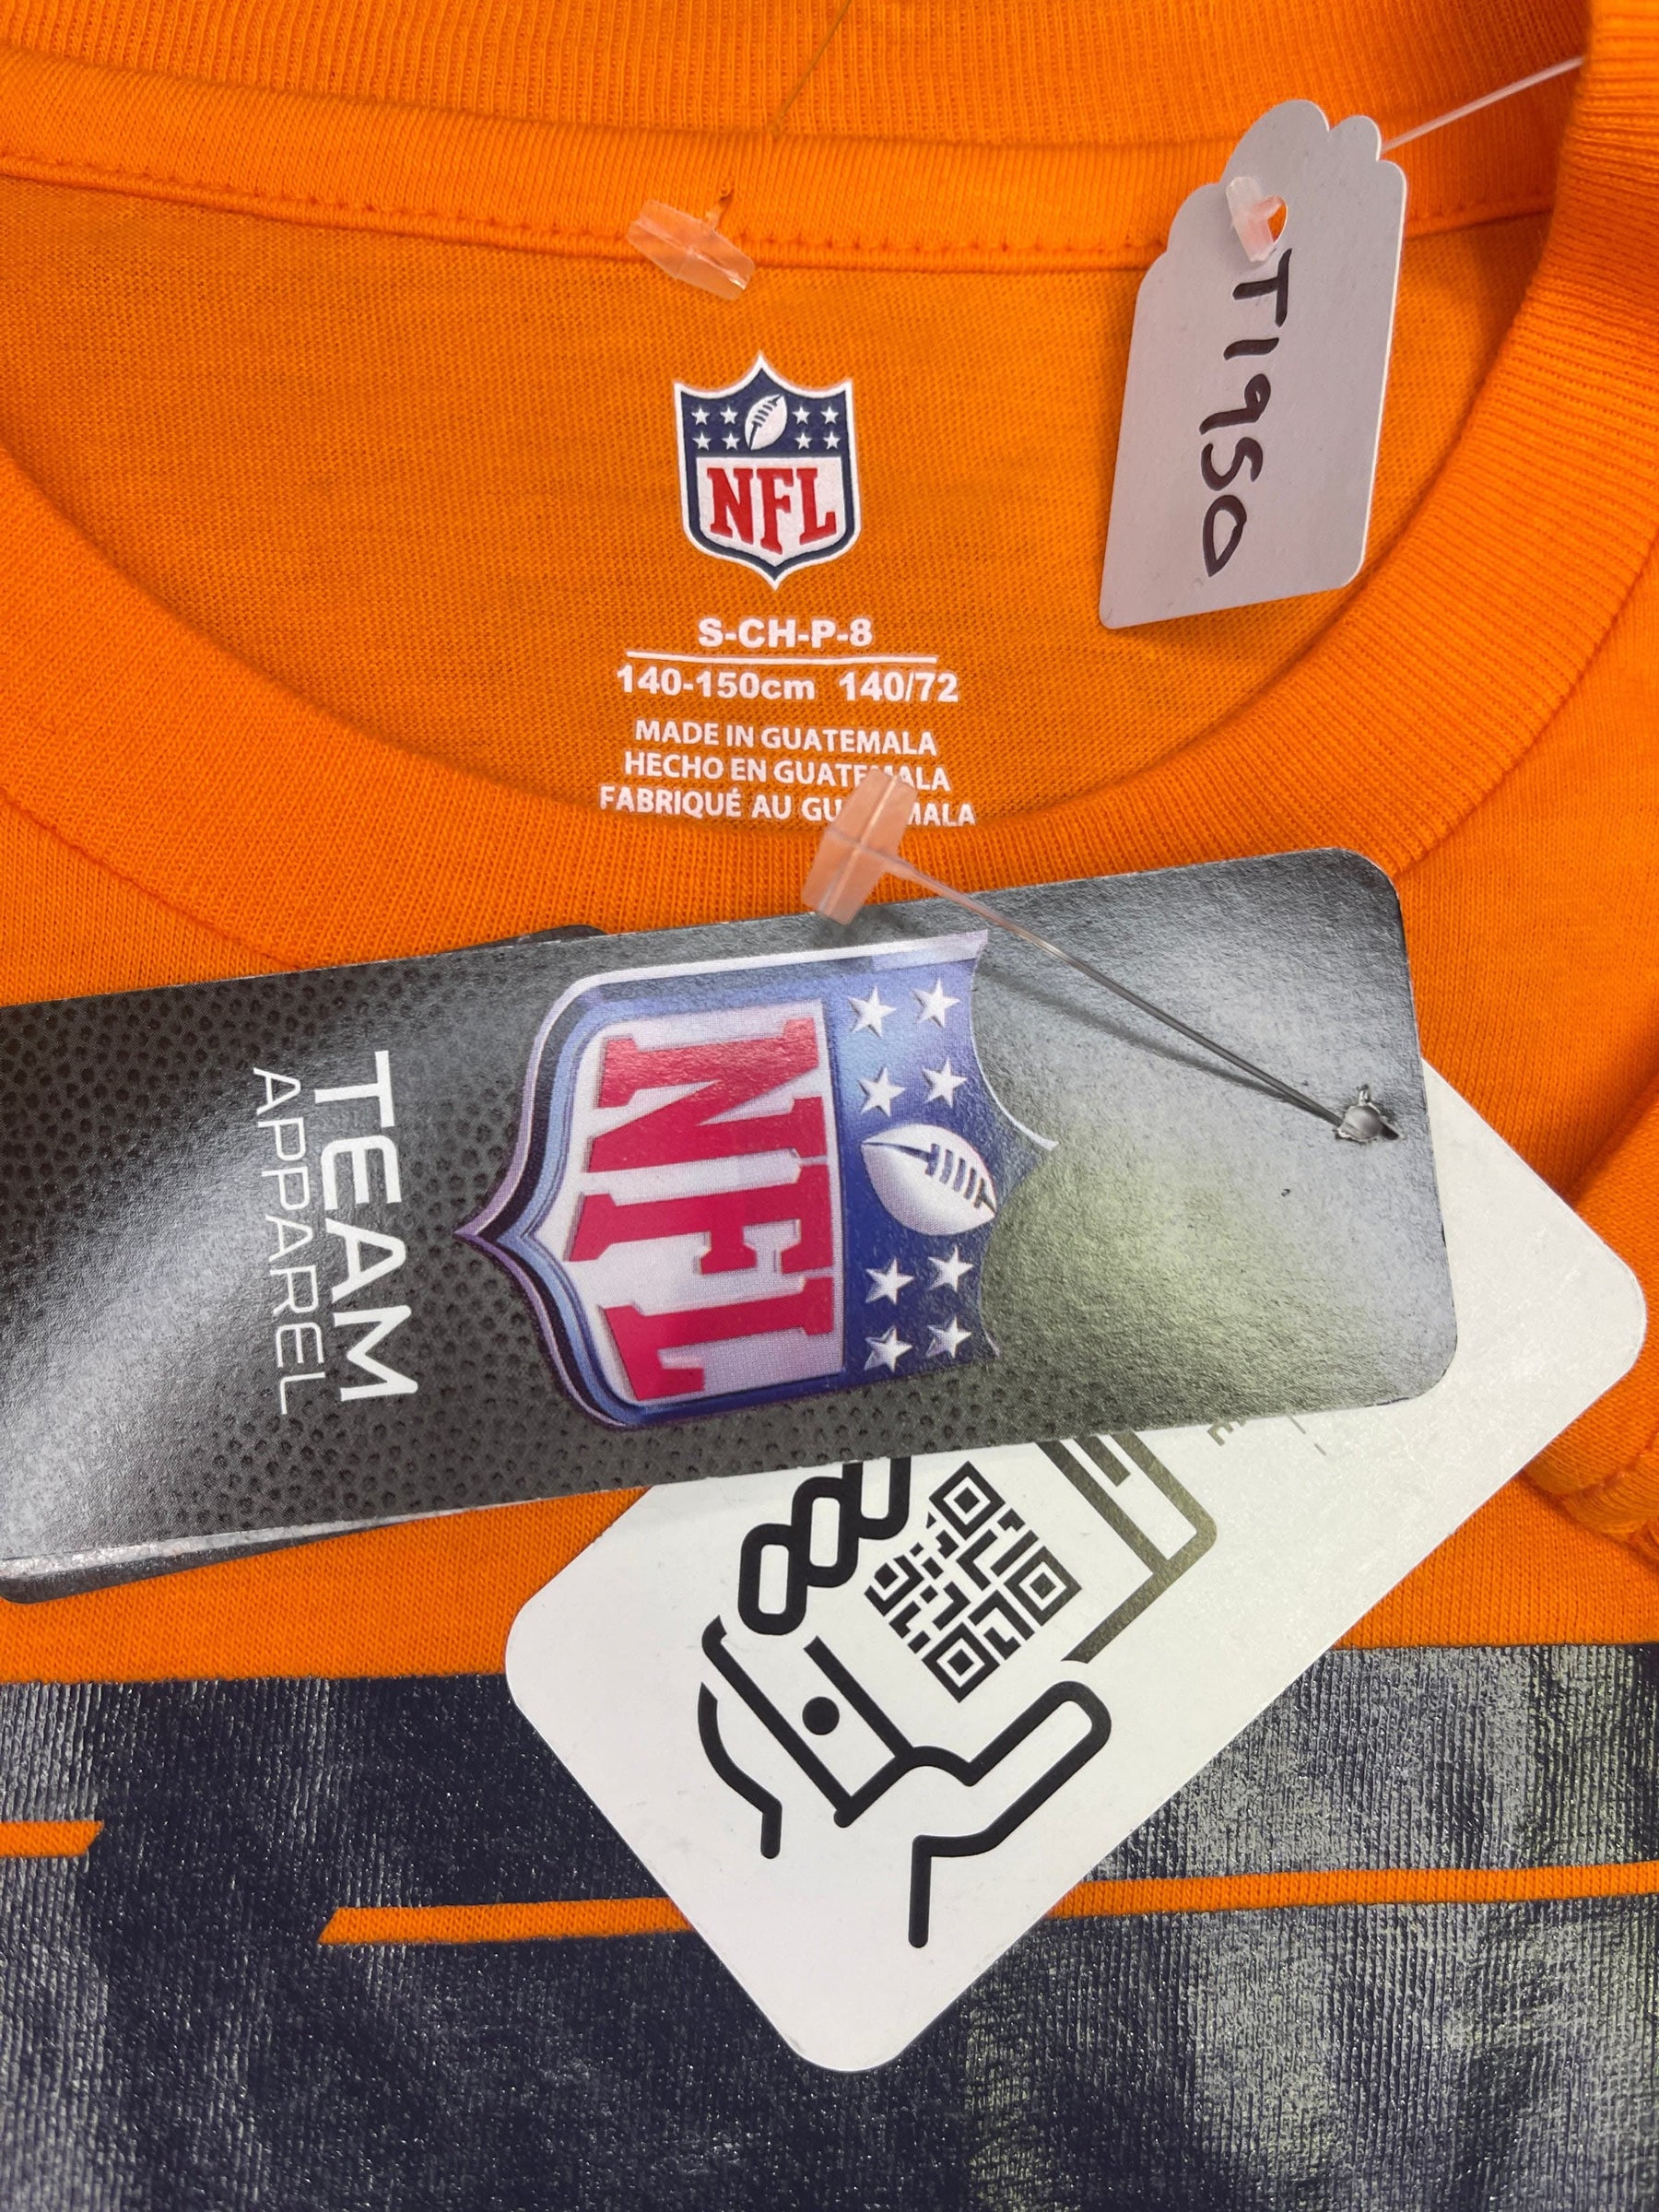 T1950
NFL
S-CH-P-8
140-150cm 140/72
MADE IN GUATEMALA
HECHO EN GUATEMALA
FABRIQUÉ AU GUATEMALA
NFL
TEAM
APPAREL